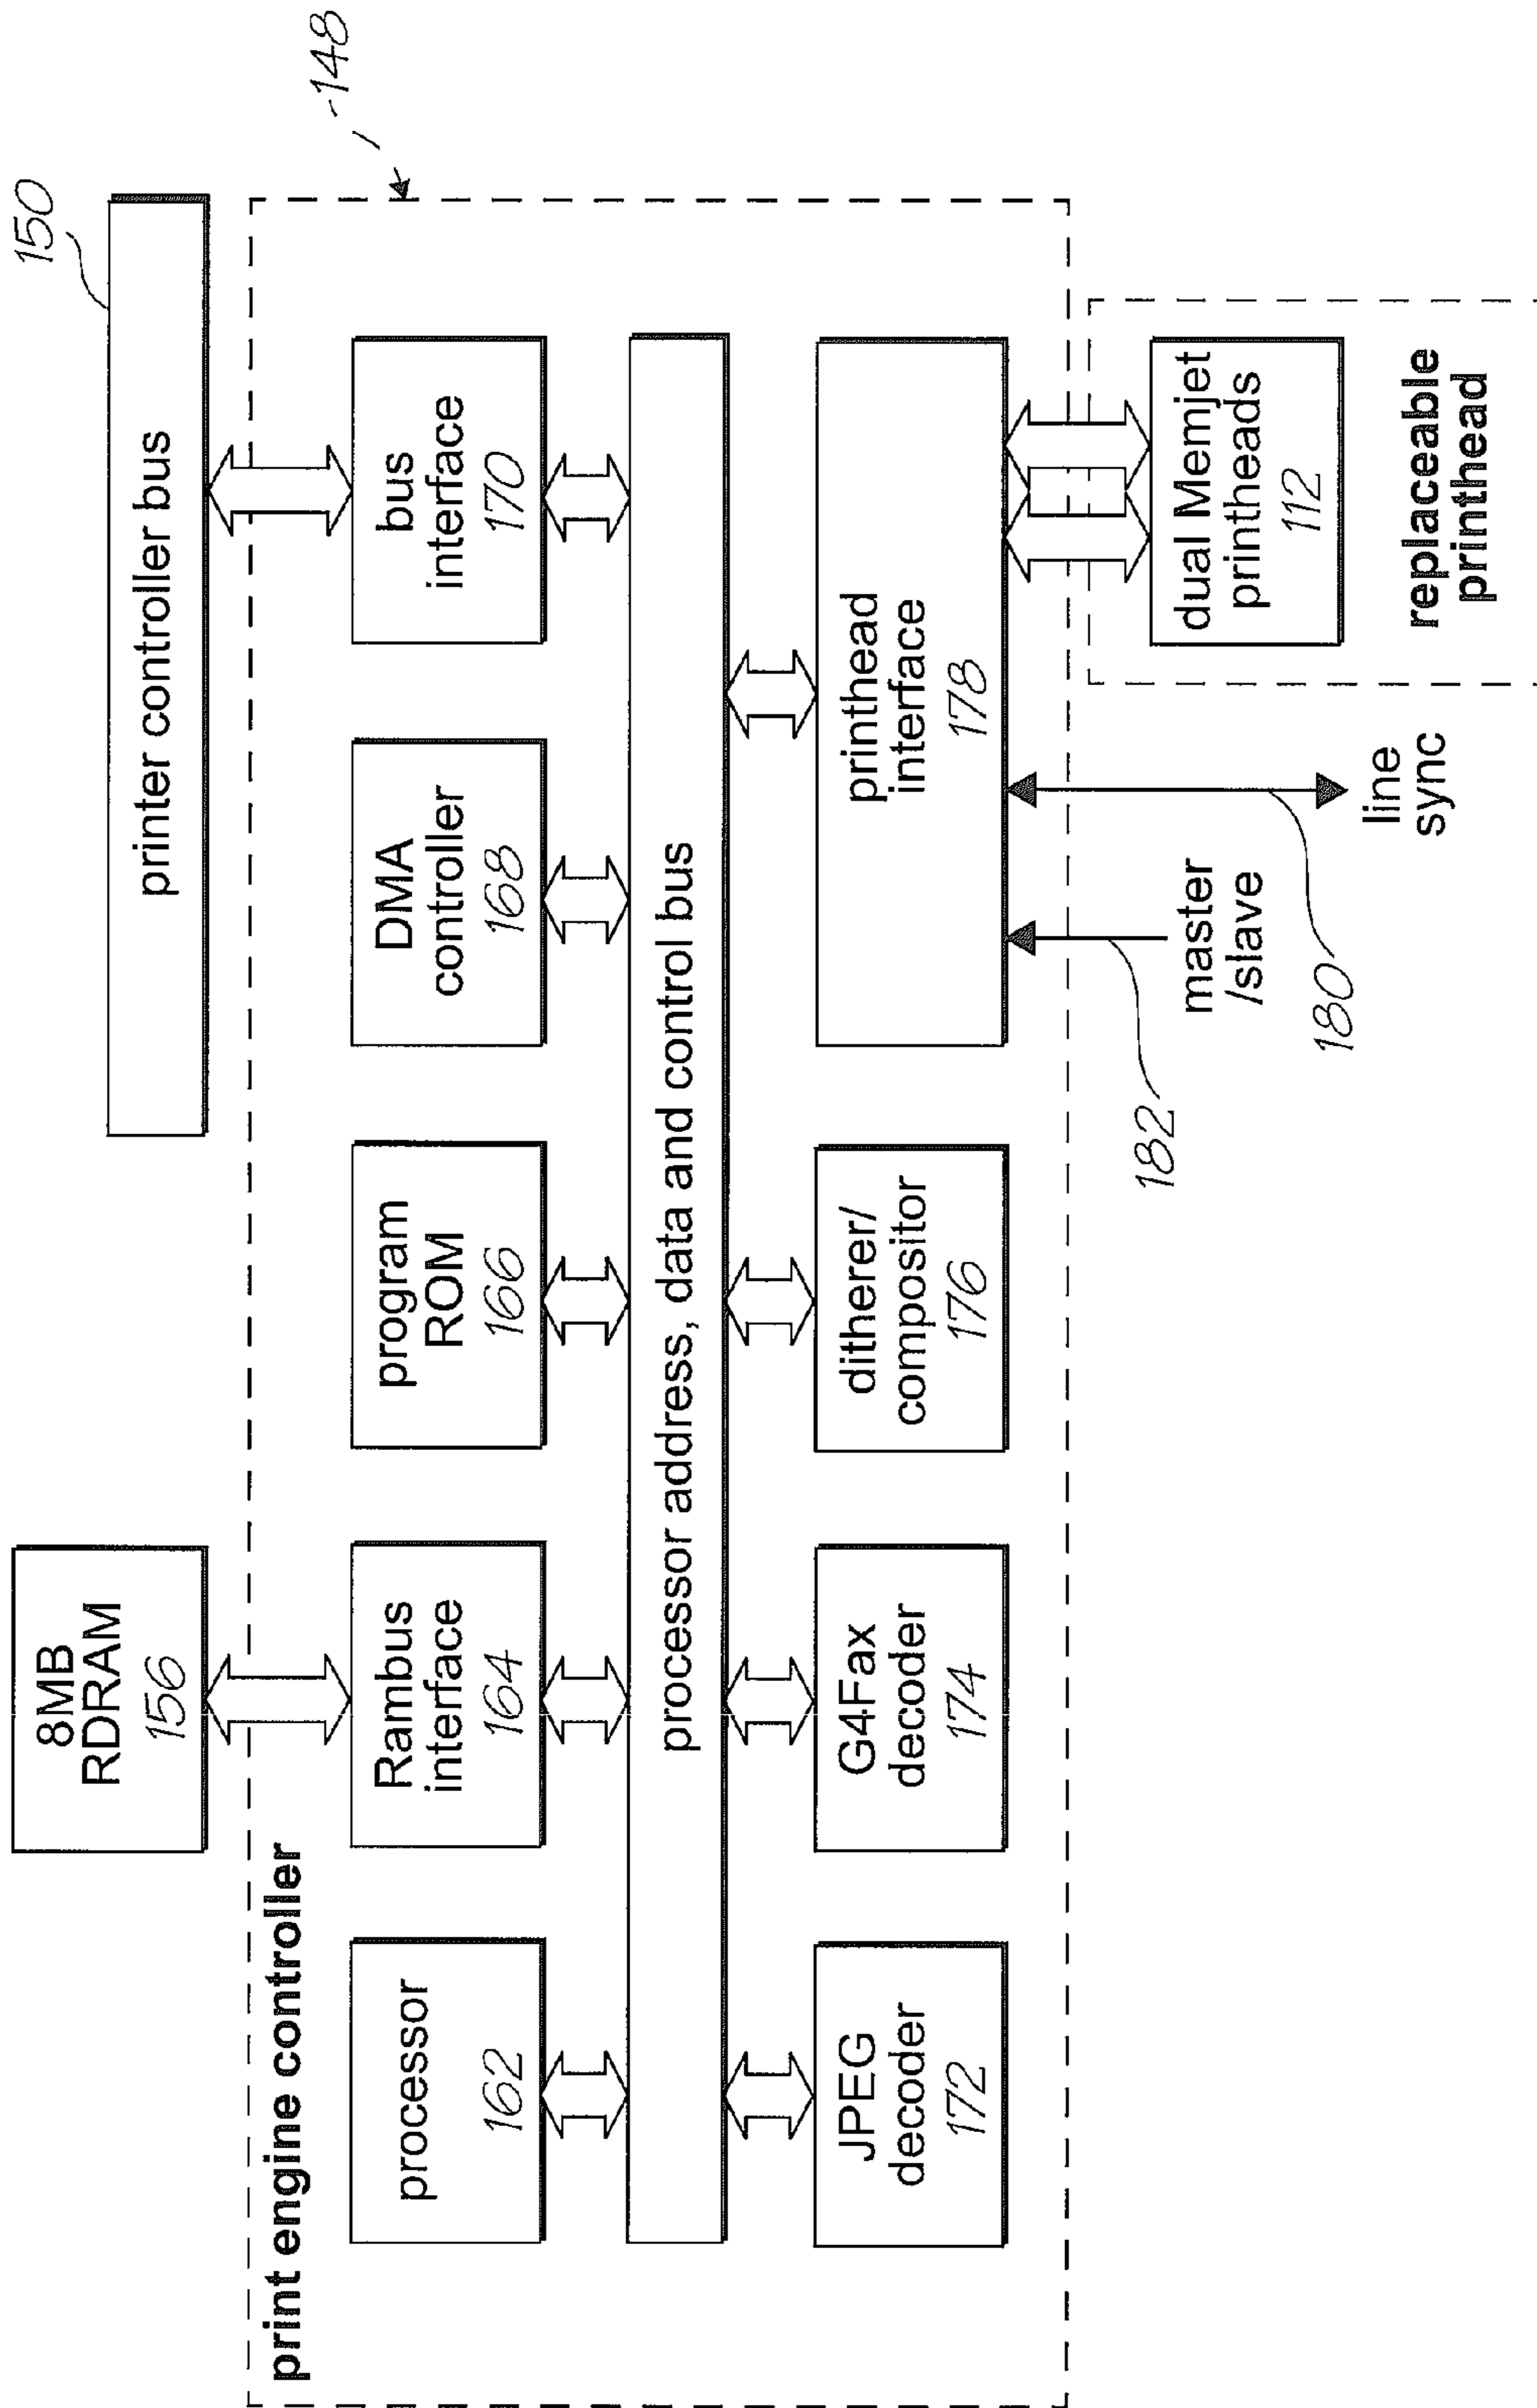 150
printer controller bus
148
8MB
RDRAM
156
print engine controller
processor
162
Rambus
interface
164
program
ROM
166
DMA
controller
168
bus
interface
170
processor address, data and control bus
JPEG
decoder
172
G4Fax
decoder
174
ditherer/
compositor
176
printhead
interface
178
182
master
/slave
180
line
sync
dual Memjet
printheads
112
replaceable
printhead